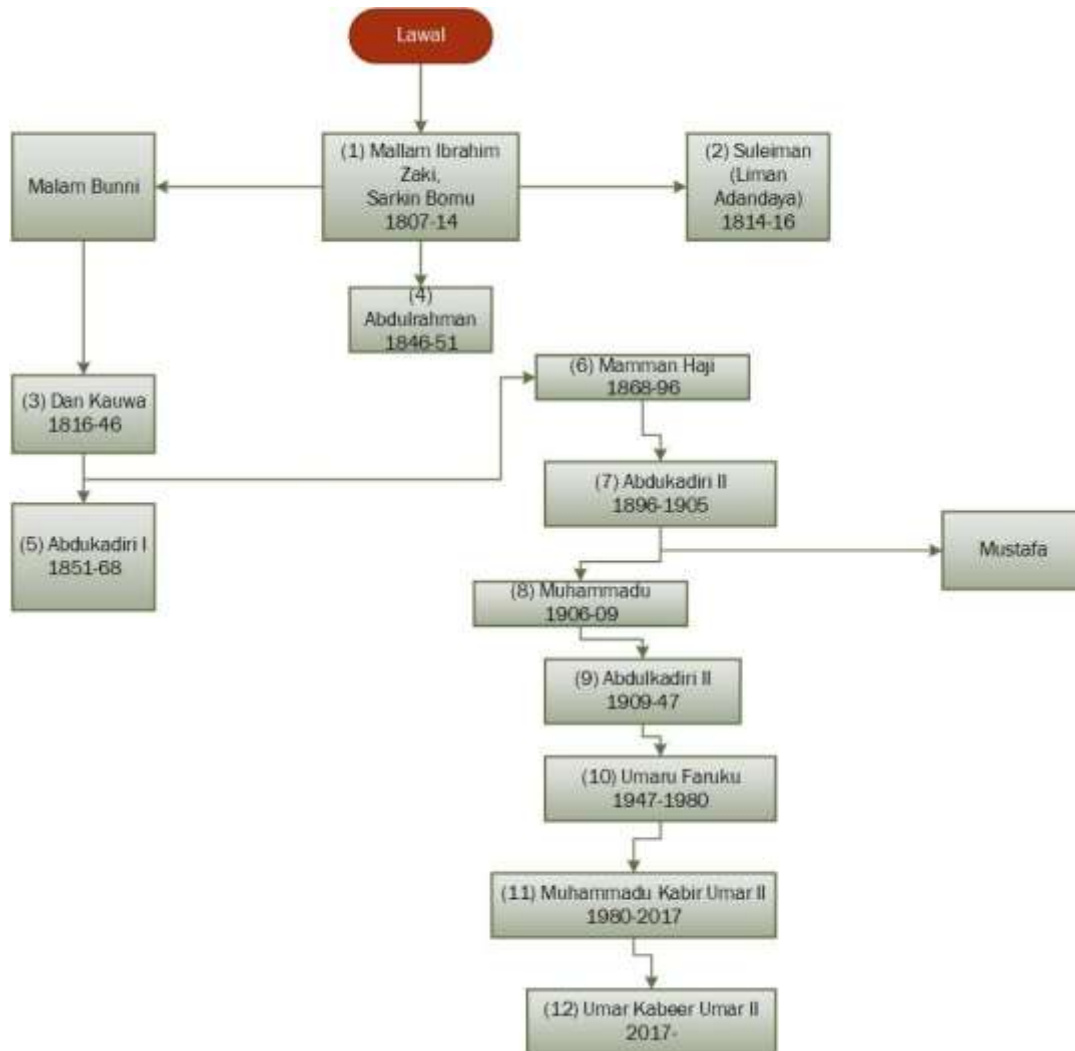 Lawal
Malam Bunni
(1) Mallam Ibrahim
Zaki,
Sarkin Bornu
1807-14
(2) Suleiman
(Liman
Adandaya)
1814-16
(4)
Abdulrahman
1846-51
(6) Mamman Haji
1868-96
(3) Dan Kauwa
1816-46
(7) Abdukadiri II
1896-1905
(5) Abdukadiri I
1851-68
Mustafa
(8) Muhammadu
1906-09
(9) Abdulkadiri II
1909-47
(10) Umaru Faruku
1947-1980
(11) Muhammadu Kabir Umar II
1980-2017
(12) Umar Kabeer Umar II
2017-